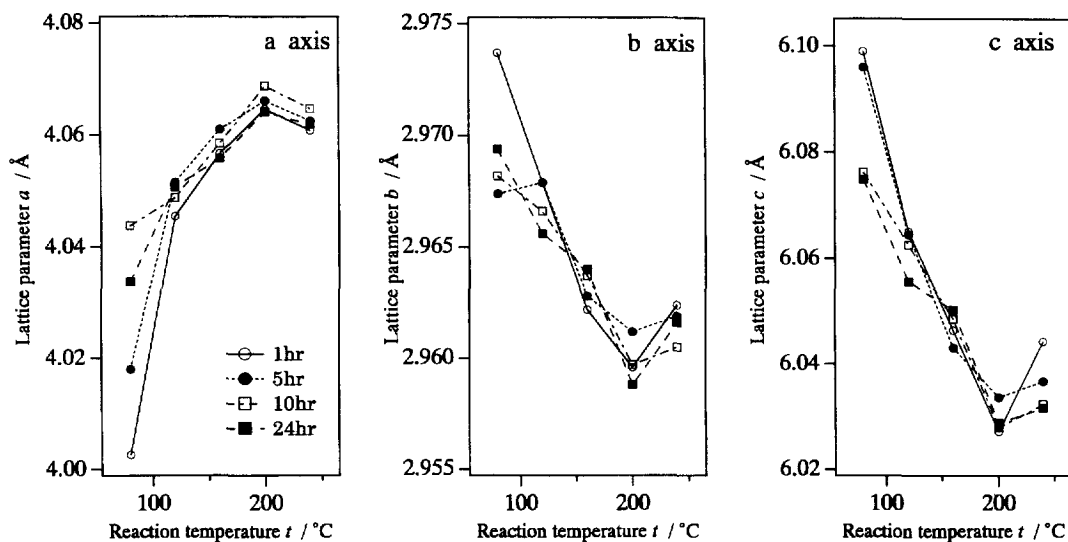 a axis
4.08
4.06
4.04
4.02
4.00
Lattice parameter a / Å
1hr
5hr
10hr
24hr
100
200
Reaction temperature t / °C
b axis
2.975
2.970
2.965
2.960
2.955
Lattice parameter b / Å
100
200
Reaction temperature t / °C
c axis
6.10
6.08
6.06
6.04
6.02
Lattice parameter c / Å
100
200
Reaction temperature t / °C